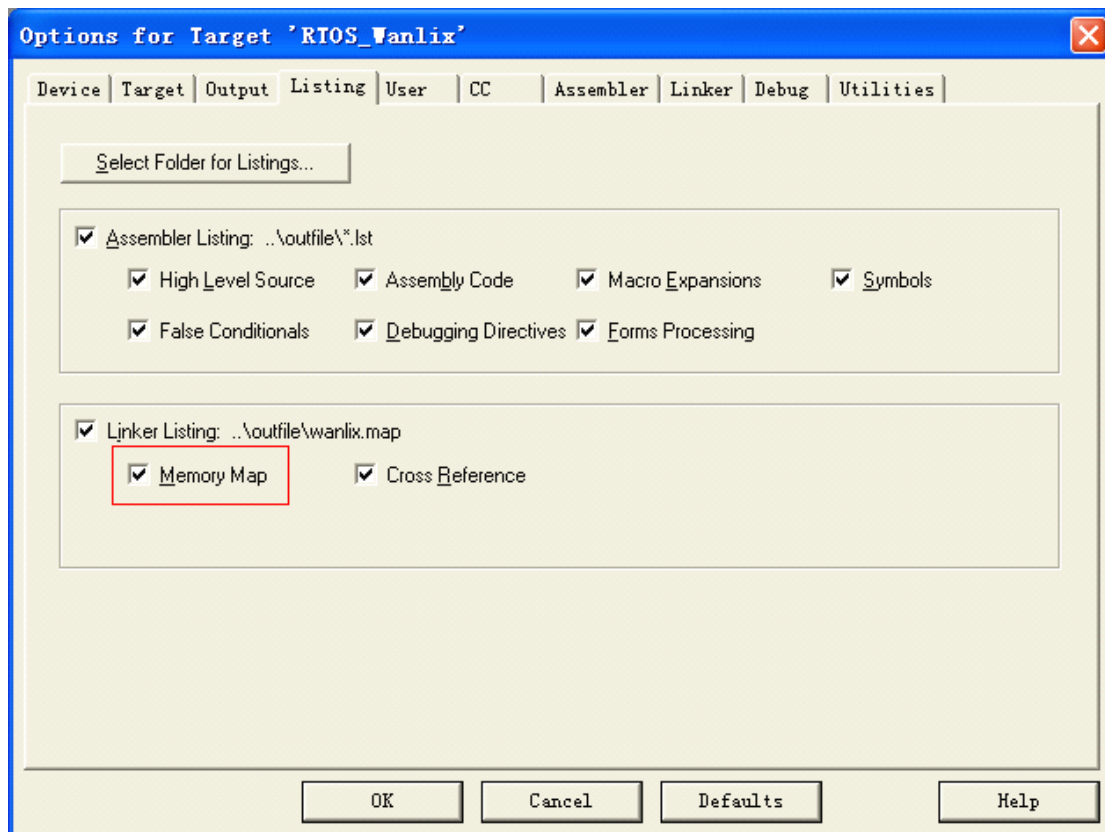 Options for Target 'RTOS_Wanlix'
Device Target Output Listing User CC Assembler Linker Debug Utilities
Select Folder for Listings...
Assembler Listing: ..\outfile\*.lst
High Level Source Assembly Code Macro Expansions Symbols
False Conditionals Debugging Directives Forms Processing
Linker Listing: ..\outfile\wanlix.map
Memory Map Cross Reference
OK Cancel Defaults Help